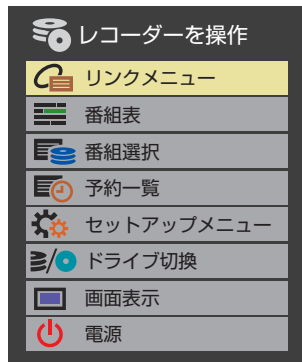 レコーダーを操作
リンクメニュー
番組表
番組選択
予約一覧
セットアップメニュー
ドライブ切換
画面表示
電源